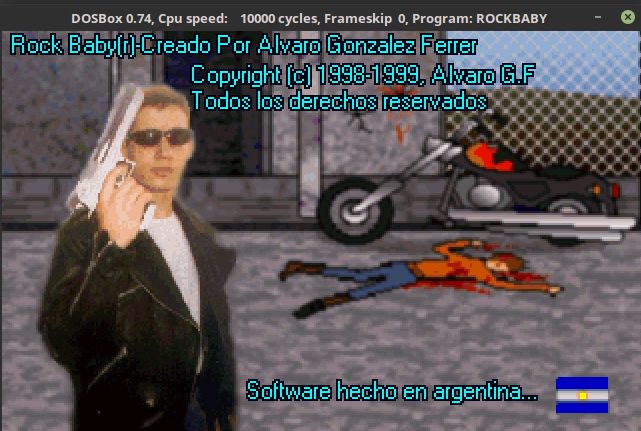 DOSBox 0.74, Cpu speed: 10000 cycles, Frameskip 0, Program: ROCKBABY
Rock Baby(r)-Creado Por Alvaro Gonzalez Ferrer
Copyright (c) 1998-1999, Alvaro G.F
Todos los derechos reservados
Software hecho en argentina...